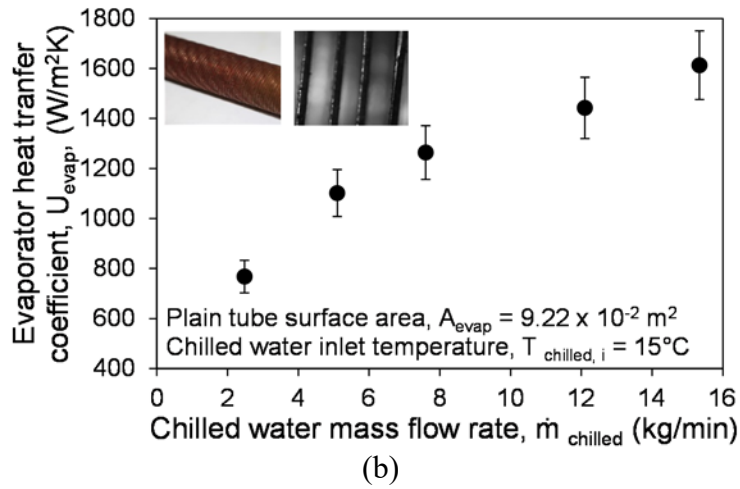 Evaporator heat tranfer
coefficient, Uₑᵥₐₚ, (W/m²K)
1800
1600
1400
1200
1000
800
600
400
Plain tube surface area, Aₑᵥₐₚ = 9.22 x 10⁻² m²
Chilled water inlet temperature, T chilled, i = 15°C
0 2 4 6 8 10 12 14 16
Chilled water mass flow rate, ṁ chilled (kg/min)
(b)